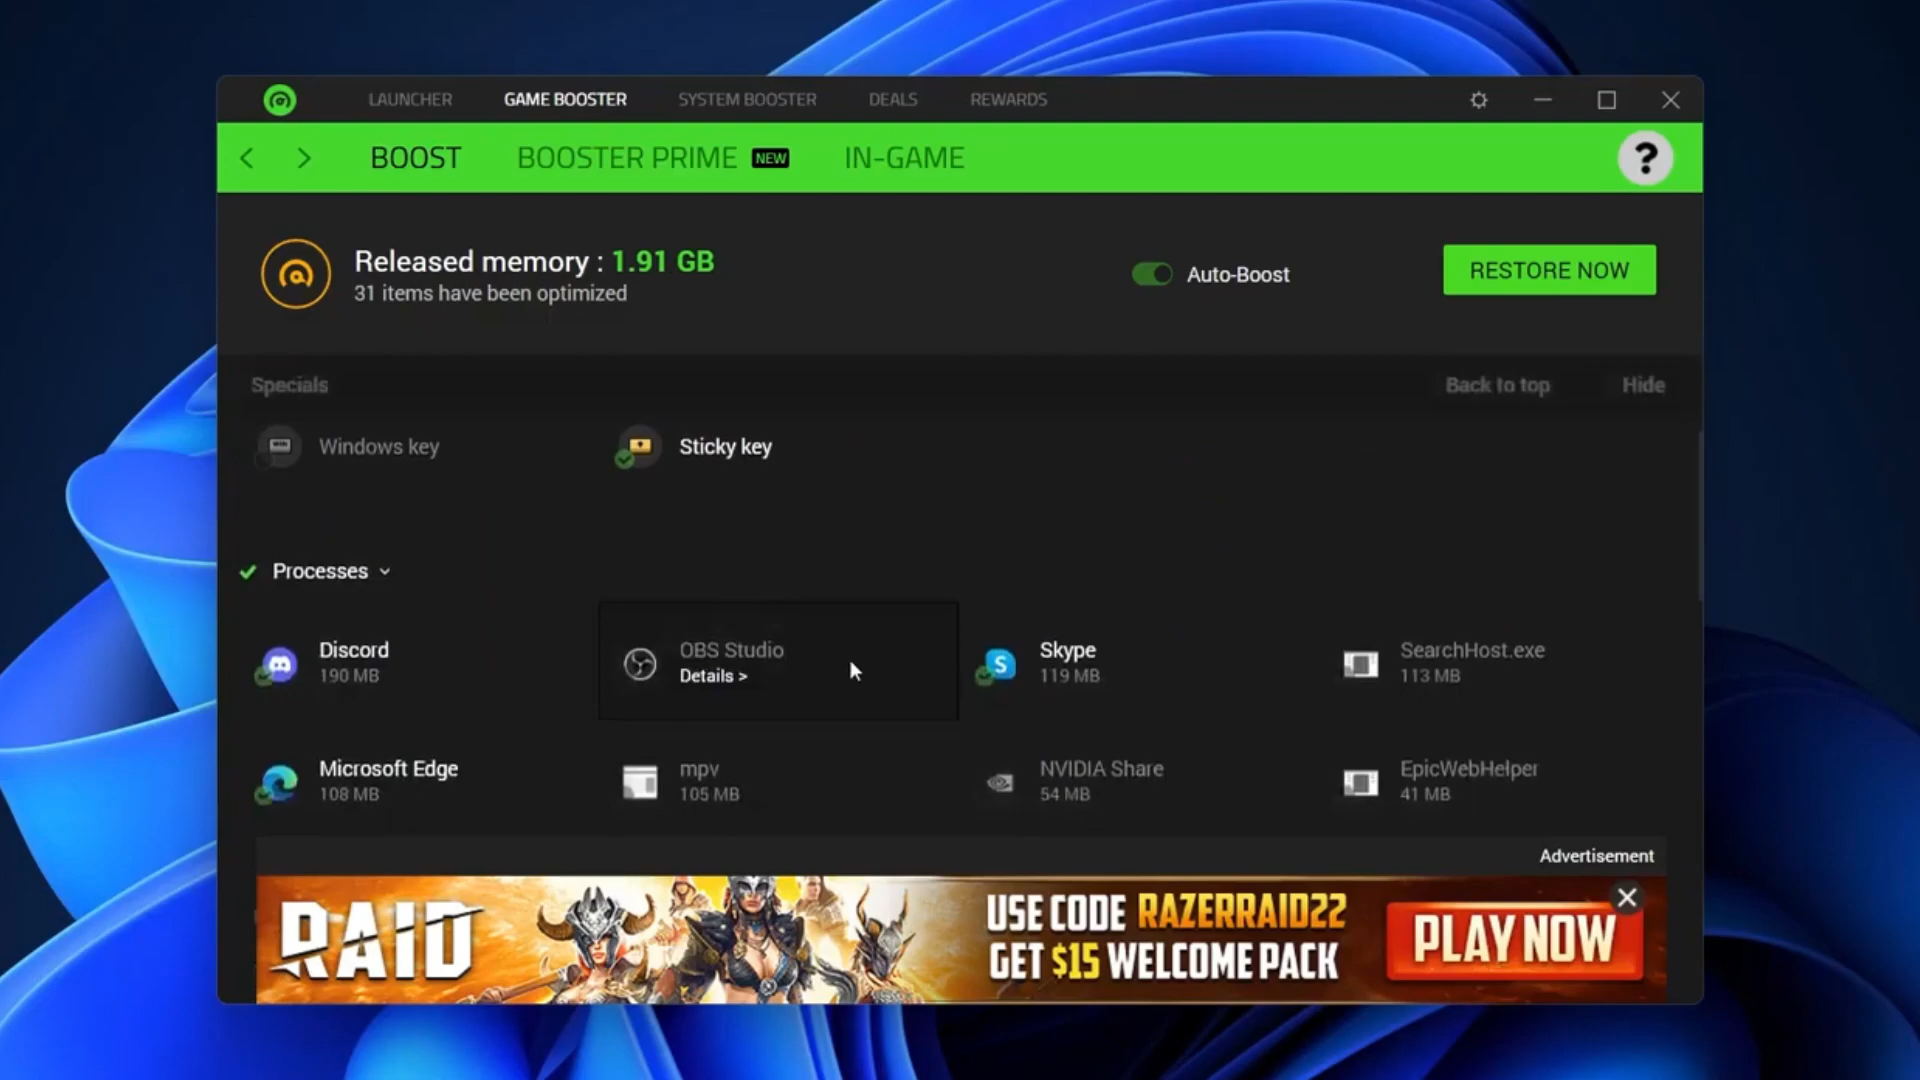 LAUNCHER GAME BOOSTER SYSTEM BOOSTER DEALS REWARDS
BOOST BOOSTER PRIME NEW IN-GAME ?
Released memory : 1.91 GB
31 items have been optimized
Auto-Boost
RESTORE NOW
Specials Back to top Hide
Windows key Sticky key
Processes
Discord
190 MB
OBS Studio
Details >
Skype
119 MB
SearchHost.exe
113 MB
Microsoft Edge
108 MB
mpv
105 MB
NVIDIA Share
54 MB
EpicWebHelper
41 MB
Advertisement
RAID
USE CODE RAZERRAID22
GET $15 WELCOME PACK
PLAY NOW